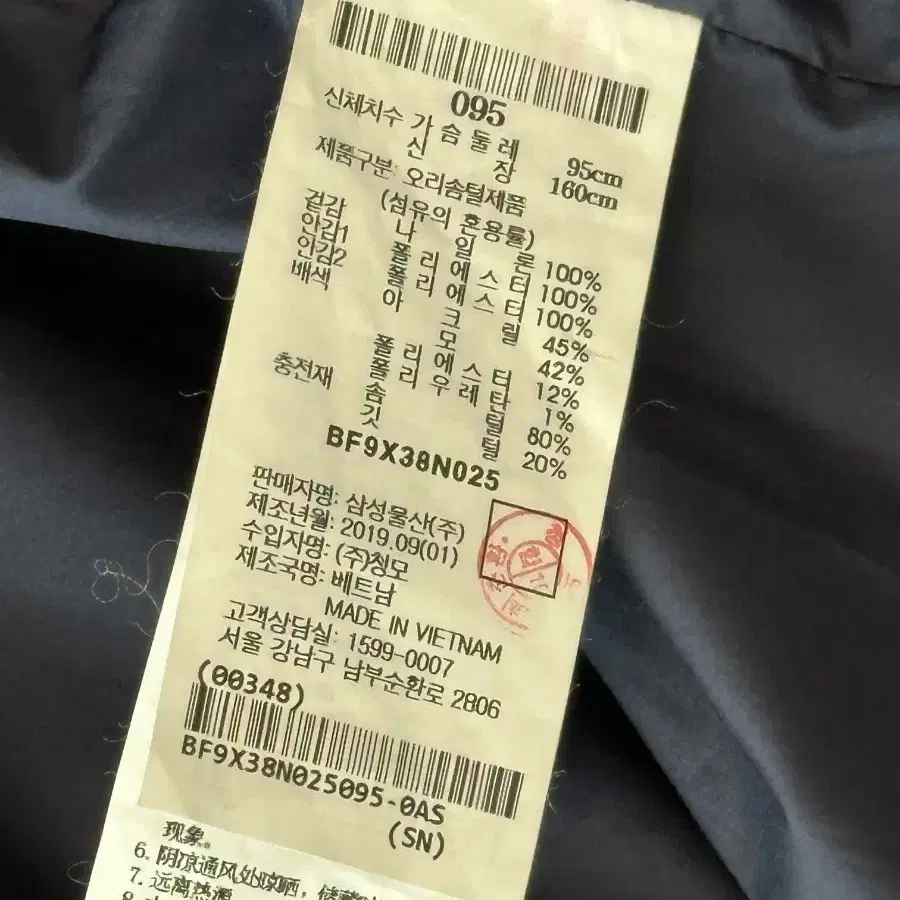 095
신체치수 가슴둘레 95cm
신장 160cm
제품구분: 오리솜털제품
(섬유의 혼용률)
겉감 나일론 100%
안감1 폴리에스터 100%
안감2 폴리에스터 100%
배색 아크릴 45%
모 42%
폴리에스터 12%
폴리우레탄 1%
충전재 솜털 80%
깃털 20%
BF9X38N025
판매자명: 삼성물산(주)
제조년월: 2019.09(01)
수입자명: (주)청모
제조국명: 베트남
MADE IN VIETNAM
고객상담실: 1599-0007
서울 강남구 남부순환로 2806
(00348)
BF9X38N025095-0AS
(SN)
现象。
6. 阴凉通风处晾晒,储藏
7. 远离热源